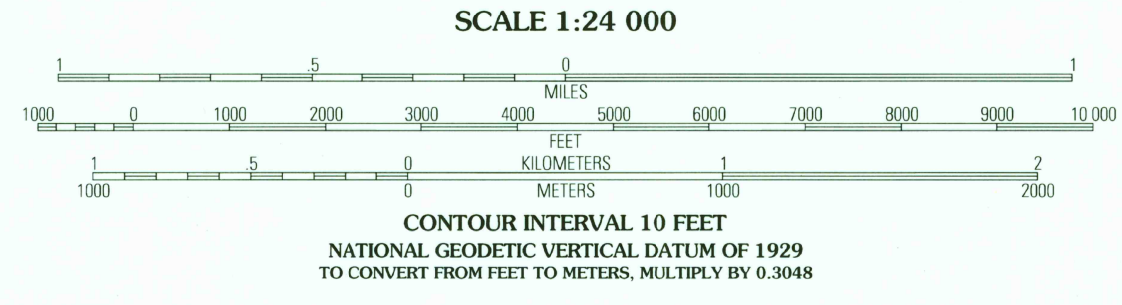 SCALE 1:24 000
1 .5 0 1
MILES
1000 0 1000 2000 3000 4000 5000 6000 7000 8000 9000 10 000
FEET
1 .5 0 KILOMETERS 1 2
1000 0 METERS 1000 2000
CONTOUR INTERVAL 10 FEET
NATIONAL GEODETIC VERTICAL DATUM OF 1929
TO CONVERT FROM FEET TO METERS, MULTIPLY BY 0.3048